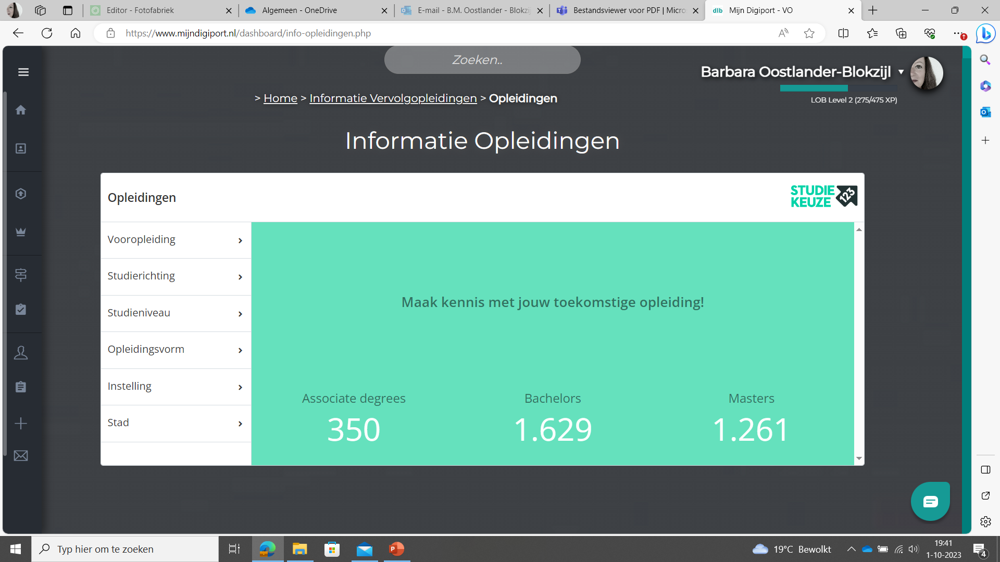 Editor - Fotofabriek
Algemeen - OneDrive
E-mail - B.M. Oostlander - Blokzij
Bestandsviewer voor PDF | Micro
dlb Mijn Digiport - VO
https://www.mijndigiport.nl/dashboard/info-opleidingen.php
Zoeken..
Barbara Oostlander-Blokzijl
LOB Level 2 (275/475 XP)
> Home > Informatie Vervolgopleidingen > Opleidingen
Informatie Opleidingen
Opleidingen
STUDIE
KEUZE
123
Vooropleiding
Studierichting
Studieniveau
Opleidingsvorm
Instelling
Stad
Maak kennis met jouw toekomstige opleiding!
Associate degrees
350
Bachelors
1.629
Masters
1.261
Typ hier om te zoeken
19°C Bewolkt
19:41
1-10-2023
4